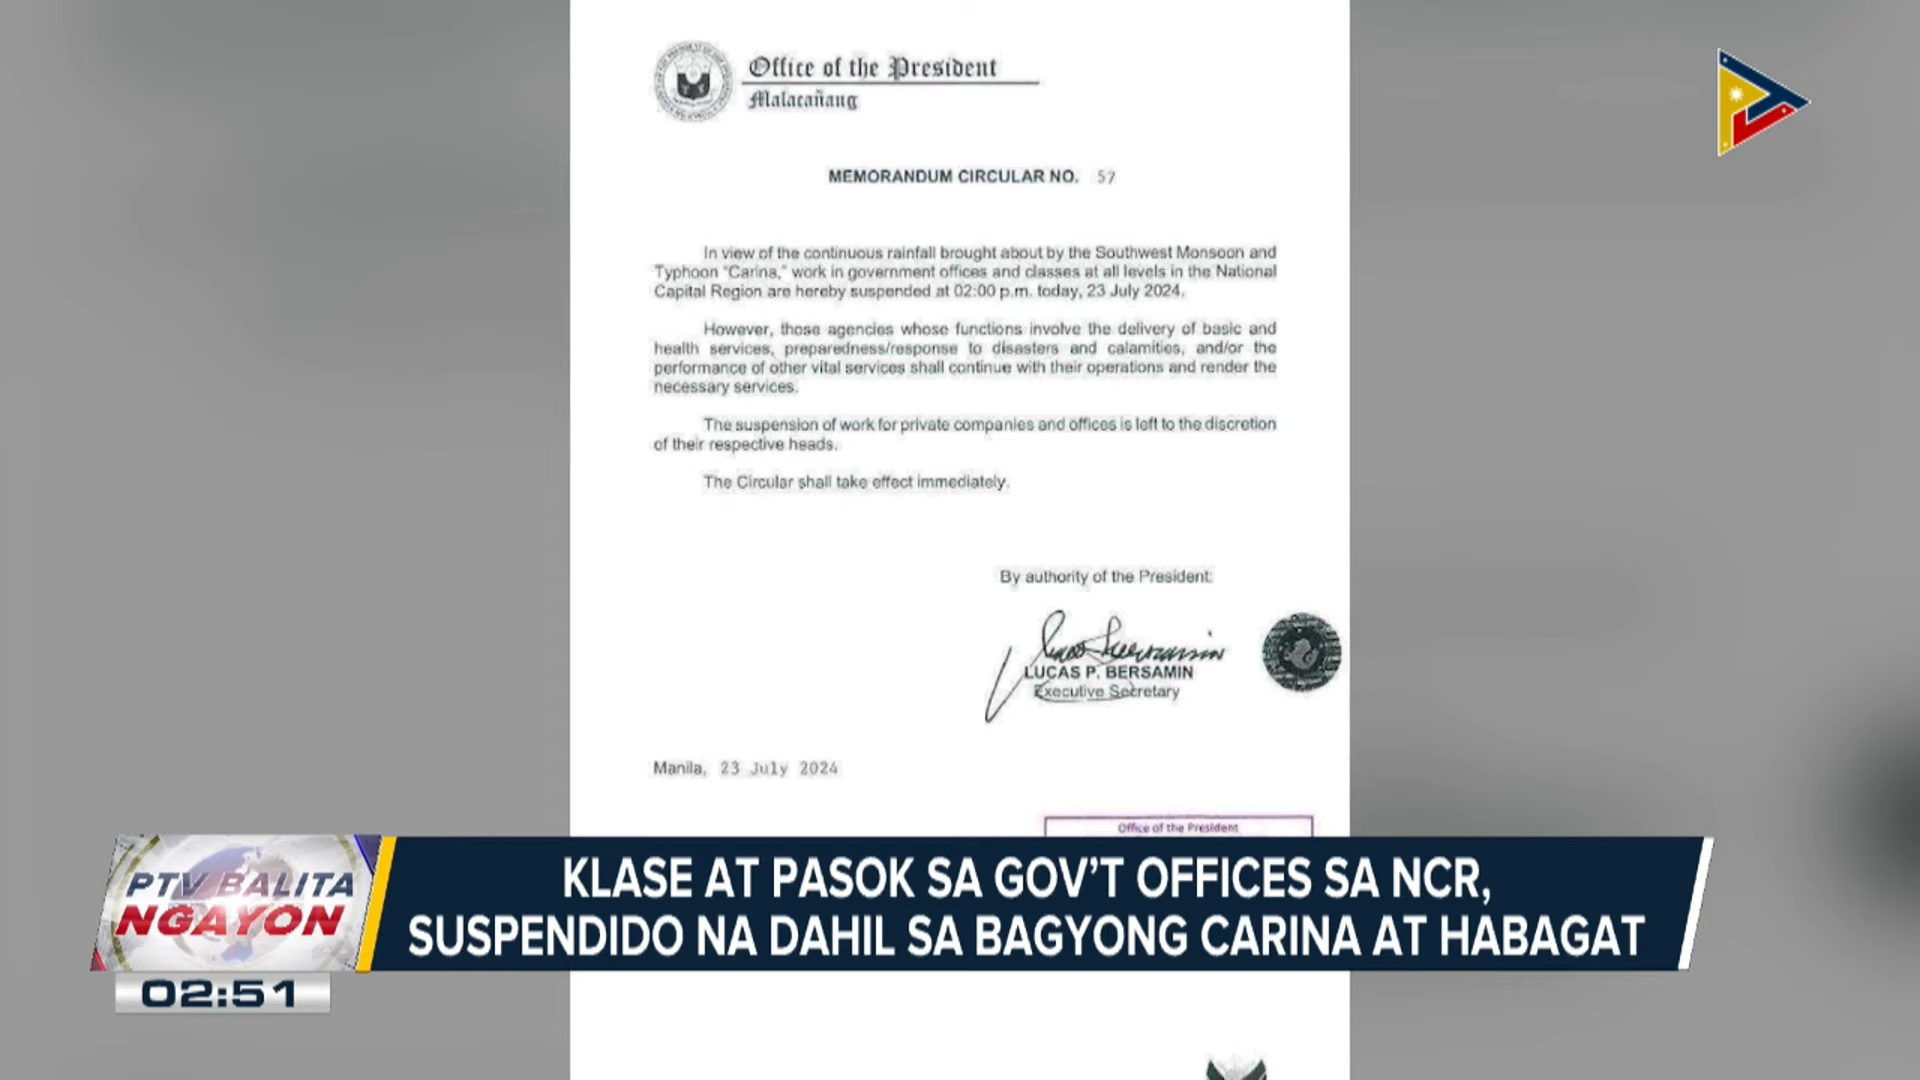 Office of the President
Malacañang
MEMORANDUM CIRCULAR NO. 57
In view of the continuous rainfall brought about by the Southwest Monsoon and
Typhoon "Carina," work in government offices and classes at all levels in the National
Capital Region are hereby suspended at 02:00 p.m. today, 23 July 2024.
However, those agencies whose functions involve the delivery of basic and
health services, preparedness/response to disasters and calamities, and/or the
performance of other vital services shall continue with their operations and render the
necessary services.
The suspension of work for private companies and offices is left to the discretion
of their respective heads.
The Circular shall take effect immediately.
By authority of the President:
LUCAS P. BERSAMIN
Executive Secretary
Manila, 23 July 2024
Office of the President
PTV BALITA
NGAYON
02:51
KLASE AT PASOK SA GOV'T OFFICES SA NCR,
SUSPENDIDO NA DAHIL SA BAGYONG CARINA AT HABAGAT